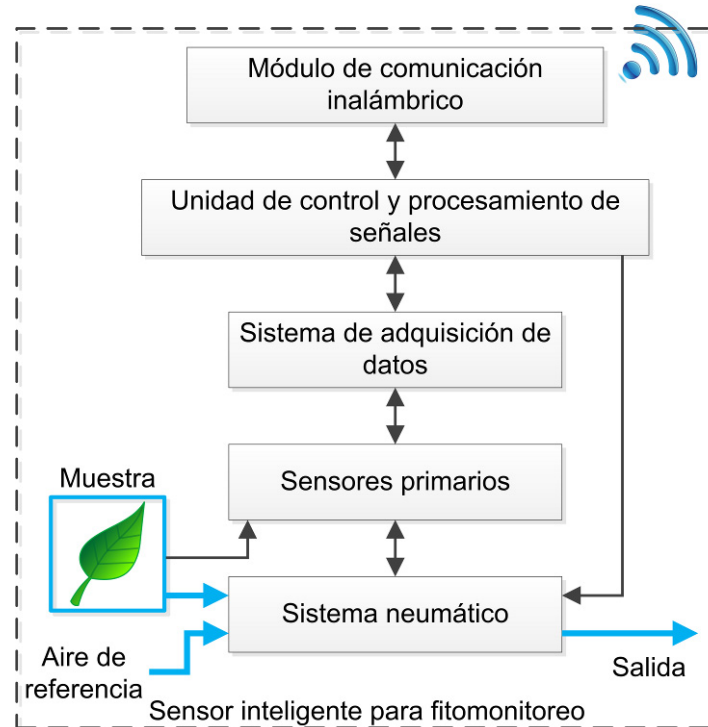 Módulo de comunicación
inalámbrico
Unidad de control y procesamiento de
señales
Sistema de adquisición de
datos
Muestra
Sensores primarios
Sistema neumático
Aire de
referencia
Salida
Sensor inteligente para fitomonitoreo